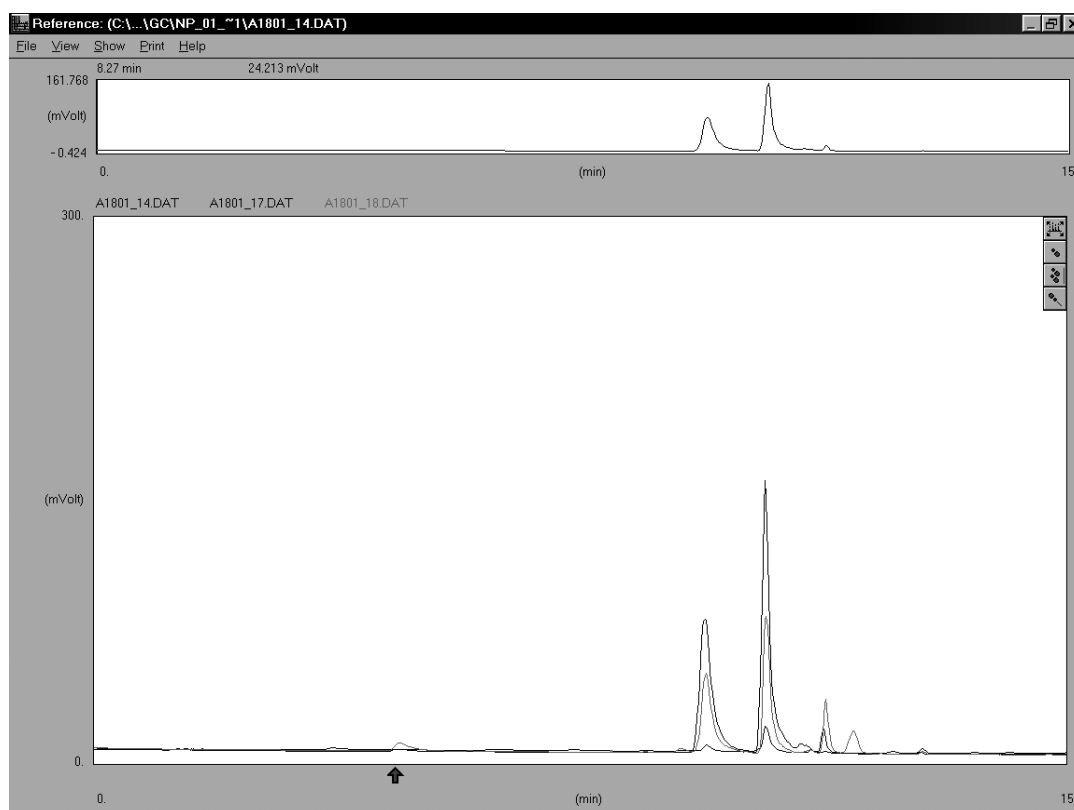 Reference: (C:\...\GC\NP_01_~1\A1801_14.DAT)
File View Show Print Help
8.27 min 24.213 mVolt
161.768
(mVolt)
-0.424
0. (min) 15
A1801_14.DAT A1801_17.DAT A1801_18.DAT
300.
(mVolt)
0.
0. (min) 15